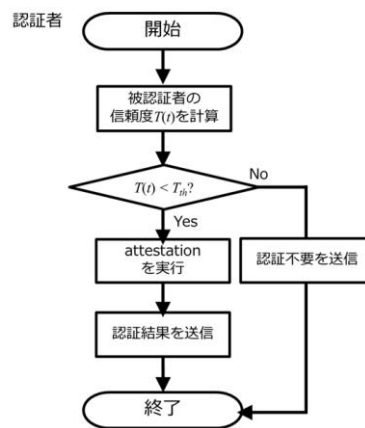 認証者
開始
被認証者の
信頼度T(t)を計算
T(t) < Tth?
No
Yes
attestation
を実行
認証不要を送信
認証結果を送信
終了